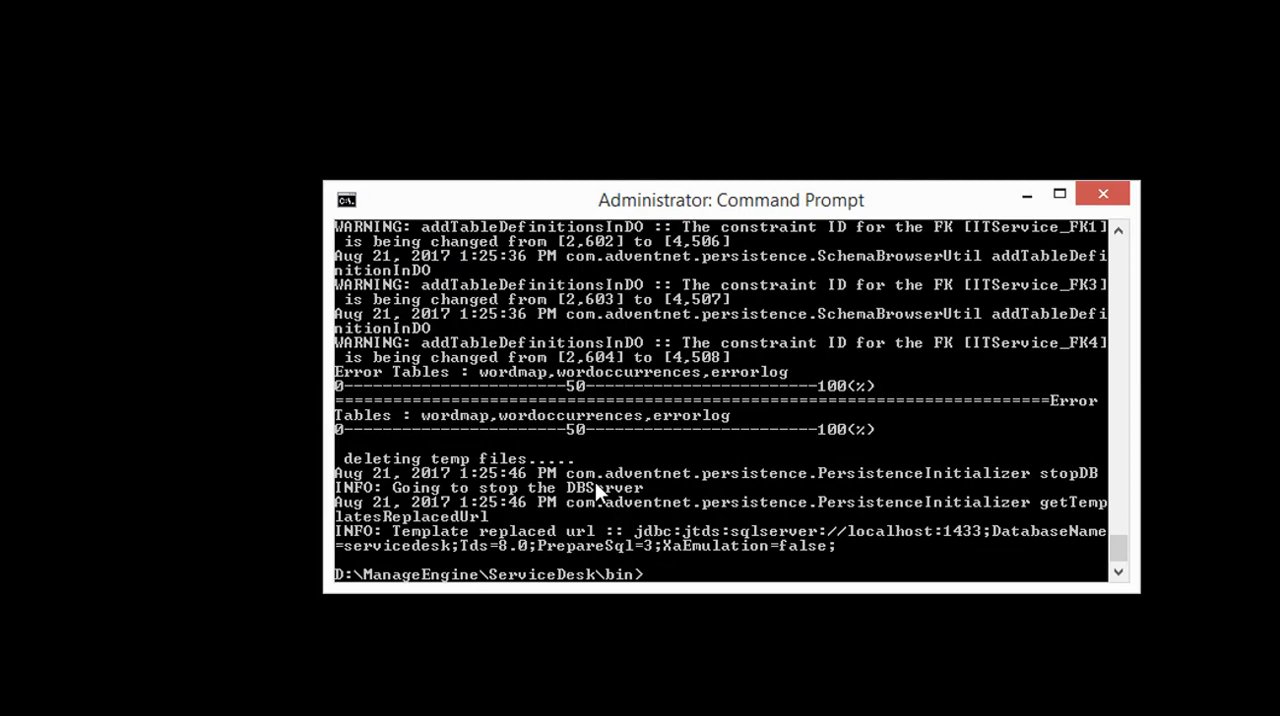 Administrator: Command Prompt
WARNING: addTableDefinitionsInDO :: The constraint ID for the FK [ITService_FK1]
 is being changed from [2,602] to [4,506]
Aug 21, 2017 1:25:36 PM com.adventnet.persistence.SchemaBrowserUtil addTableDefi
nitionInDO
WARNING: addTableDefinitionsInDO :: The constraint ID for the FK [ITService_FK3]
 is being changed from [2,603] to [4,507]
Aug 21, 2017 1:25:36 PM com.adventnet.persistence.SchemaBrowserUtil addTableDefi
nitionInDO
WARNING: addTableDefinitionsInDO :: The constraint ID for the FK [ITService_FK4]
 is being changed from [2,604] to [4,508]
Error Tables : wordmap,wordoccurrences,errorlog
0-----------------------50------------------------100(%)
==========================================================================Error
Tables : wordmap,wordoccurrences,errorlog
0-----------------------50------------------------100(%)
 deleting temp files.....
Aug 21, 2017 1:25:46 PM com.adventnet.persistence.PersistenceInitializer stopDB
INFO: Going to stop the DBServer
Aug 21, 2017 1:25:46 PM com.adventnet.persistence.PersistenceInitializer getTemp
latesReplacedUrl
INFO: Template replaced url :: jdbc:jtds:sqlserver://localhost:1433;DatabaseName
=servicedesk;Tds=8.0;PrepareSql=3;XaEmulation=false;
D:\ManageEngine\ServiceDesk\bin>